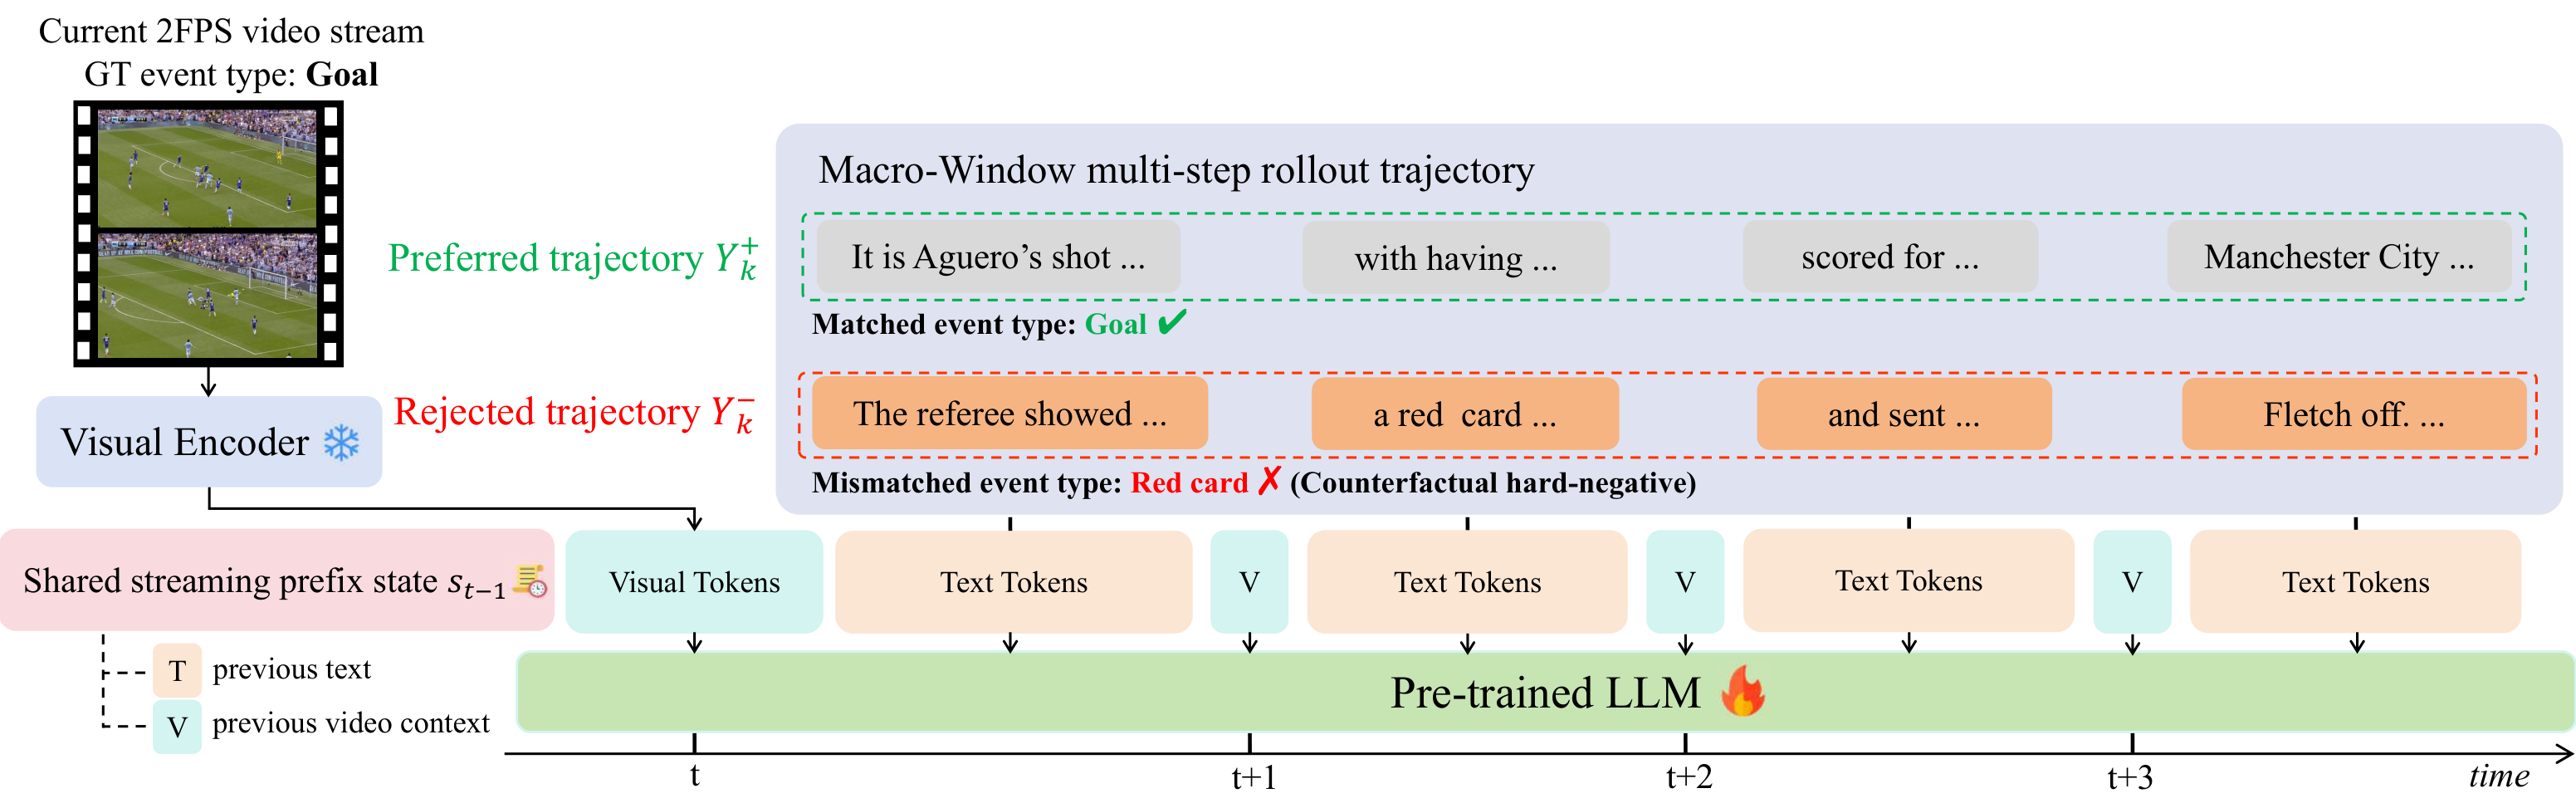 Current 2FPS video stream
GT event type: Goal
Macro-Window multi-step rollout trajectory
Preferred trajectory Y_k^+
It is Aguero's shot ...
with having ...
scored for ...
Manchester City ...
Matched event type: Goal ✔
Rejected trajectory Y_k^-
The referee showed ...
a red card ...
and sent ...
Fletch off. ...
Mismatched event type: Red card ✗ (Counterfactual hard-negative)
Visual Encoder
Shared streaming prefix state s_{t-1}
Visual Tokens
Text Tokens
V
Text Tokens
V
Text Tokens
V
Text Tokens
T previous text
V previous video context
Pre-trained LLM
t
t+1
t+2
t+3
time